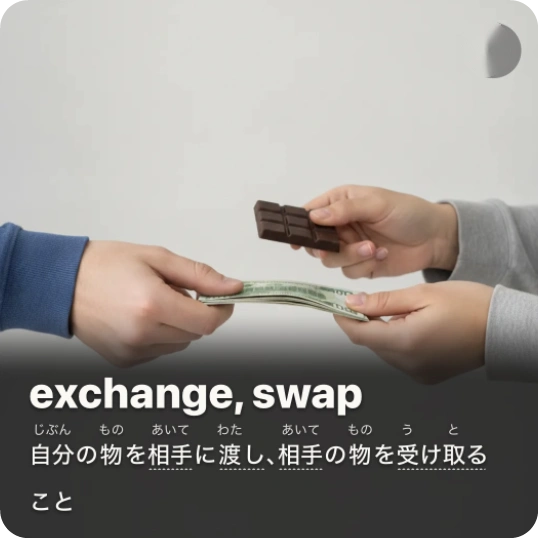 exchange, swap
じぶん もの あいて わた あいて もの う と
自分の物を相手に渡し、相手の物を受け取る
こと